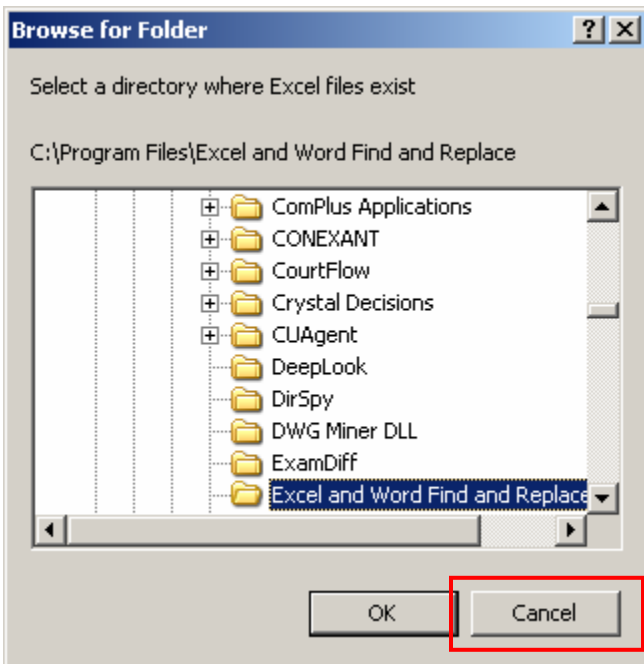 Browse for Folder
Select a directory where Excel files exist
C:\Program Files\Excel and Word Find and Replace
ComPlus Applications
CONEXANT
CourtFlow
Crystal Decisions
CUAgent
DeepLook
DirSpy
DWG Miner DLL
ExamDiff
Excel and Word Find and Replace
OK Cancel